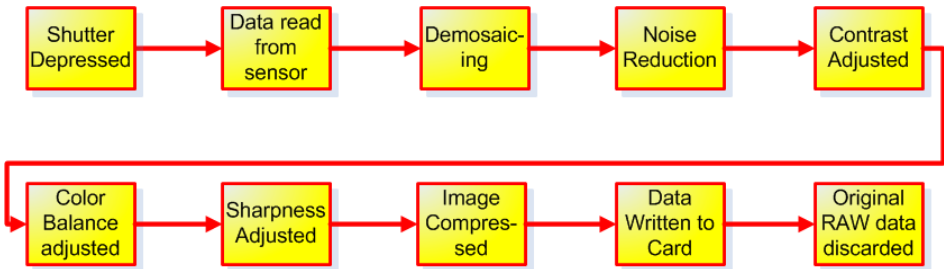 Shutter
Depressed
Data read
from
sensor
Demosaic-
ing
Noise
Reduction
Contrast
Adjusted
Color
Balance
adjusted
Sharpness
Adjusted
Image
Compres-
sed
Data
Written to
Card
Original
RAW data
discarded